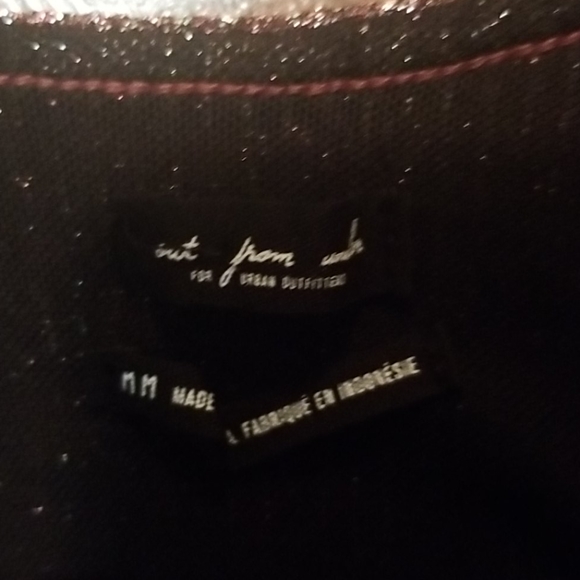 out from under
FOR URBAN OUTFITTERS
M M MADE
FABRIQUÉ EN INDONÉSIE